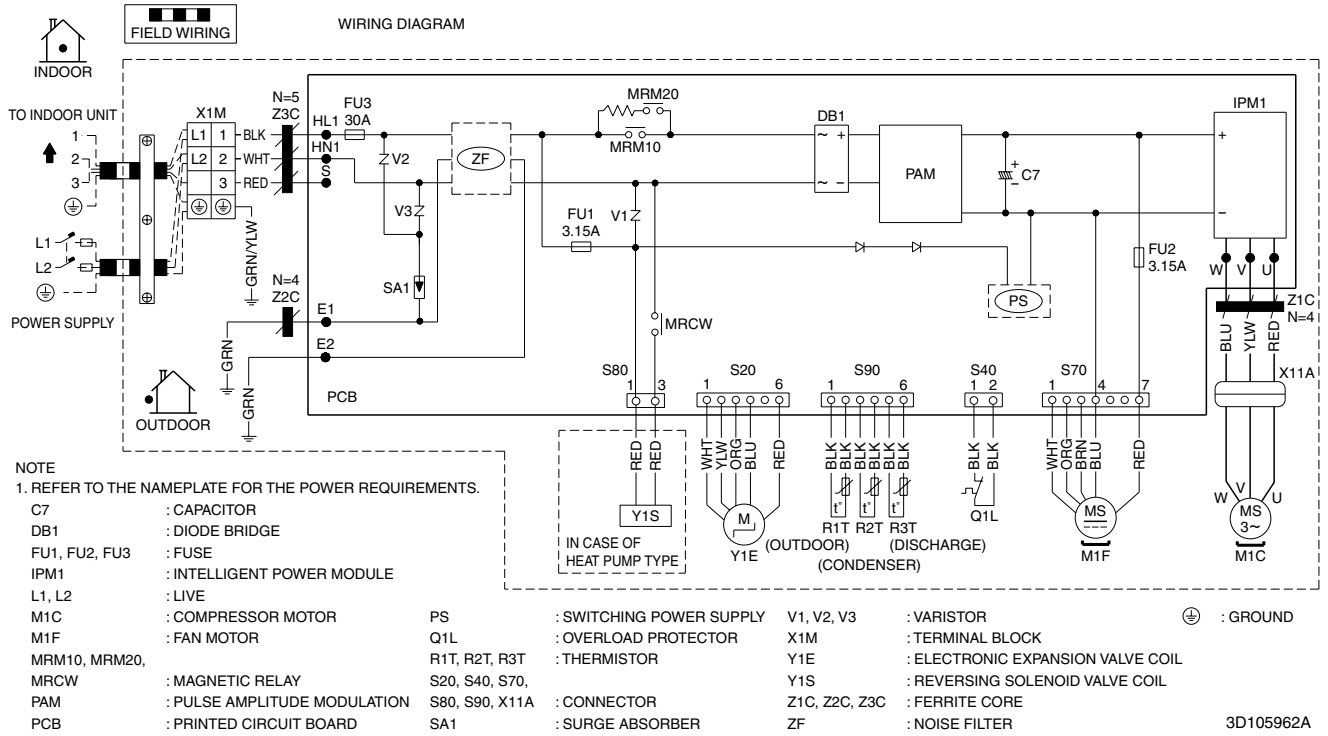 FIELD WIRING
WIRING DIAGRAM
INDOOR
TO INDOOR UNIT
1
2
3
L1
L2
POWER SUPPLY
X1M
L1 1 BLK
L2 2 WHT
3 RED
GRN/YLW
N=5
Z3C
HL1
HN1
S
FU3
30A
V2
V3
SA1
ZF
N=4
Z2C
E1
E2
GRN
GRN
OUTDOOR
PCB
MRM20
MRM10
FU1
3.15A
V1
MRCW
DB1
~ +
~ −
PAM
+
−
C7
PS
FU2
3.15A
IPM1
+
−
W V U
Z1C
N=4
BLU YLW RED
X11A
W V U
MS
3~
M1C
S80
1 3
RED RED
Y1S
IN CASE OF
HEAT PUMP TYPE
S20
1 6
WHT YLW ORG BLU RED
M
Y1E
S90
1 6
BLK BLK BLK BLK BLK BLK
t° t° t°
R1T R2T R3T
(OUTDOOR) (DISCHARGE)
(CONDENSER)
S40
1 2
BLK BLK
Q1L
S70
1 4 7
WHT ORG BRN BLU RED
MS
M1F
NOTE
1. REFER TO THE NAMEPLATE FOR THE POWER REQUIREMENTS.
C7 : CAPACITOR
DB1 : DIODE BRIDGE
FU1, FU2, FU3 : FUSE
IPM1 : INTELLIGENT POWER MODULE
L1, L2 : LIVE
M1C : COMPRESSOR MOTOR
M1F : FAN MOTOR
MRM10, MRM20,
MRCW : MAGNETIC RELAY
PAM : PULSE AMPLITUDE MODULATION
PCB : PRINTED CIRCUIT BOARD
PS : SWITCHING POWER SUPPLY
Q1L : OVERLOAD PROTECTOR
R1T, R2T, R3T : THERMISTOR
S20, S40, S70,
S80, S90, X11A : CONNECTOR
SA1 : SURGE ABSORBER
V1, V2, V3 : VARISTOR
X1M : TERMINAL BLOCK
Y1E : ELECTRONIC EXPANSION VALVE COIL
Y1S : REVERSING SOLENOID VALVE COIL
Z1C, Z2C, Z3C : FERRITE CORE
ZF : NOISE FILTER
: GROUND
3D105962A